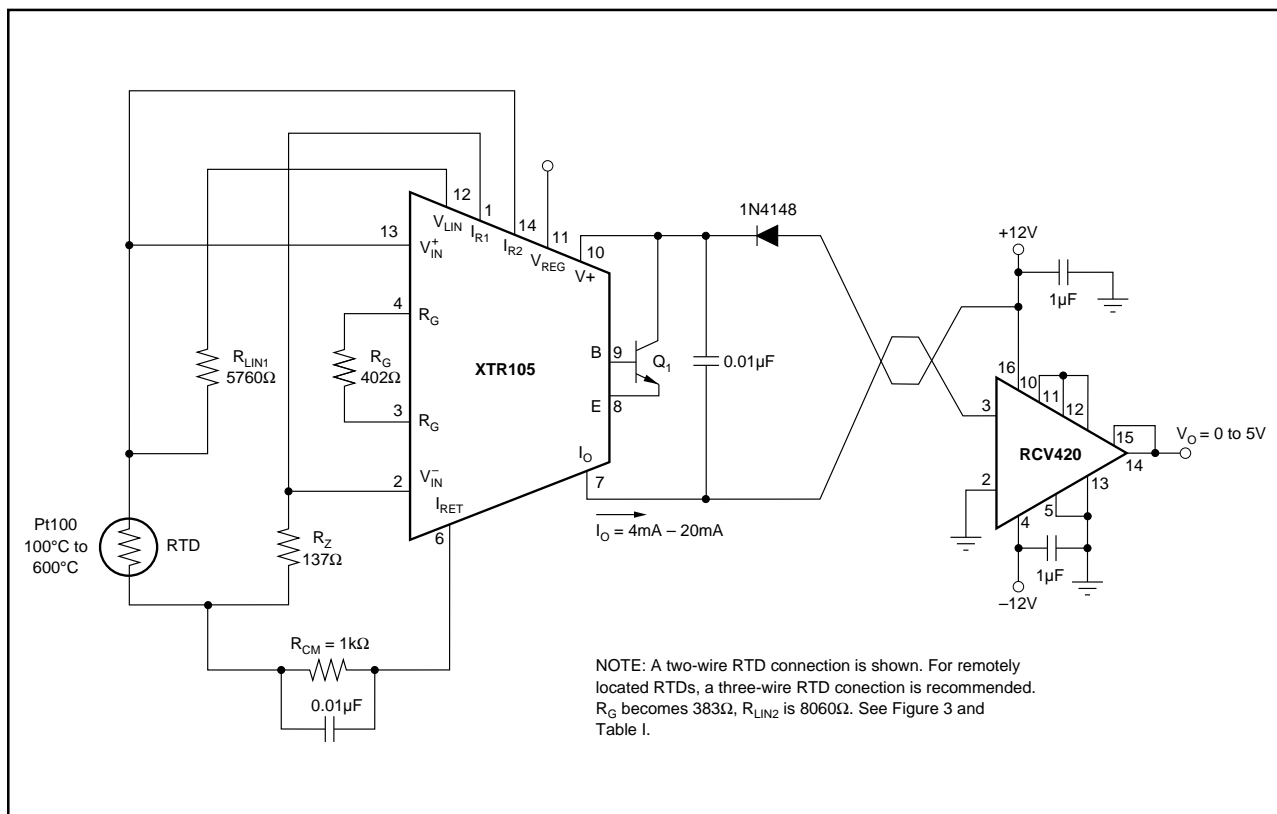 12
1
14
11
10
13
V_LIN
I_R1
I_R2
V_REG
V+
V⁺_IN
1N4148
+12V
1µF
4
R_G
R_LIN1
5760Ω
R_G
402Ω
XTR105
B
9
Q₁
0.01µF
E
8
3
R_G
16
10
11
12
3
15
V_O = 0 to 5V
RCV420
14
2
13
5
4
I_O
7
2
V⁻_IN
I_RET
6
I_O = 4mA – 20mA
1µF
–12V
Pt100
100°C to
600°C
RTD
R_Z
137Ω
R_CM = 1kΩ
0.01µF
NOTE: A two-wire RTD connection is shown. For remotely
located RTDs, a three-wire RTD conection is recommended.
R_G becomes 383Ω, R_LIN2 is 8060Ω. See Figure 3 and
Table I.